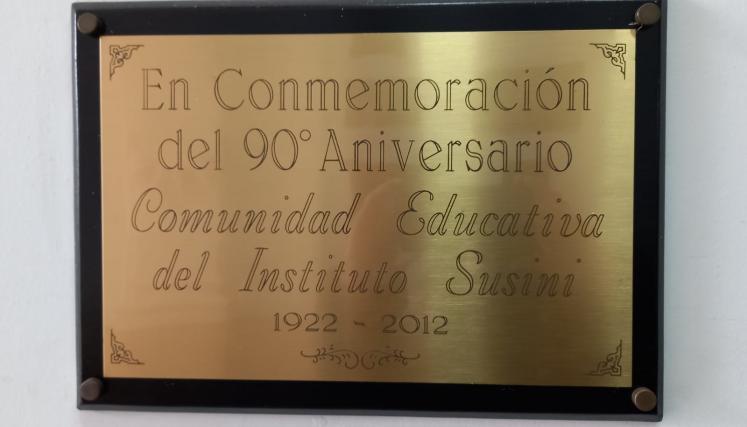 En Conmemoración
del 90° Aniversario
Comunidad Educativa
del Instituto Susini
1922 - 2012